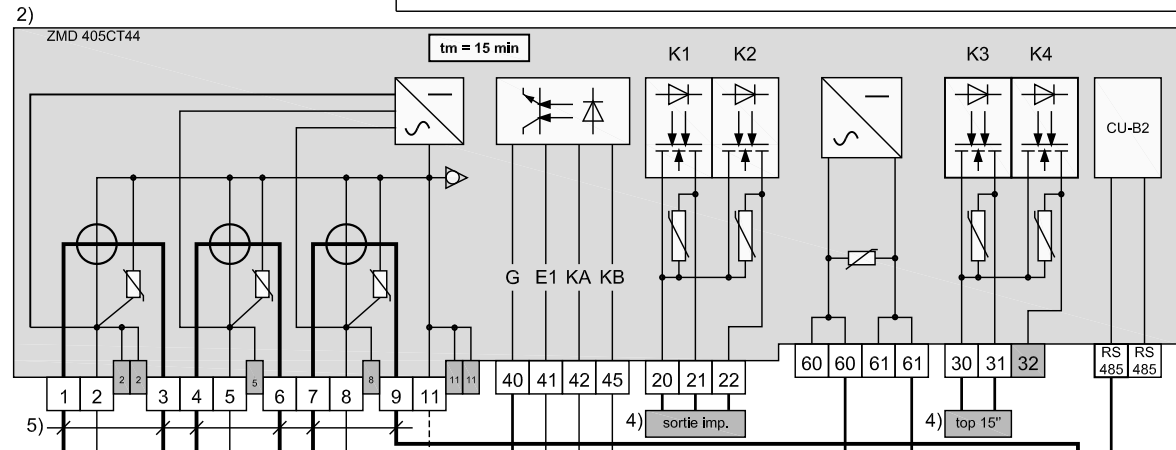 2)
ZMD 405CT44
tm = 15 min
K1 K2 K3 K4
CU-B2
G E1 KA KB
2 2 5 8 11 11
1 2 3 4 5 6 7 8 9 11
40 41 42 45
20 21 22
60 60 61 61
30 31 32
RS 485 RS 485
4) sortie imp.
4) top 15"
5)